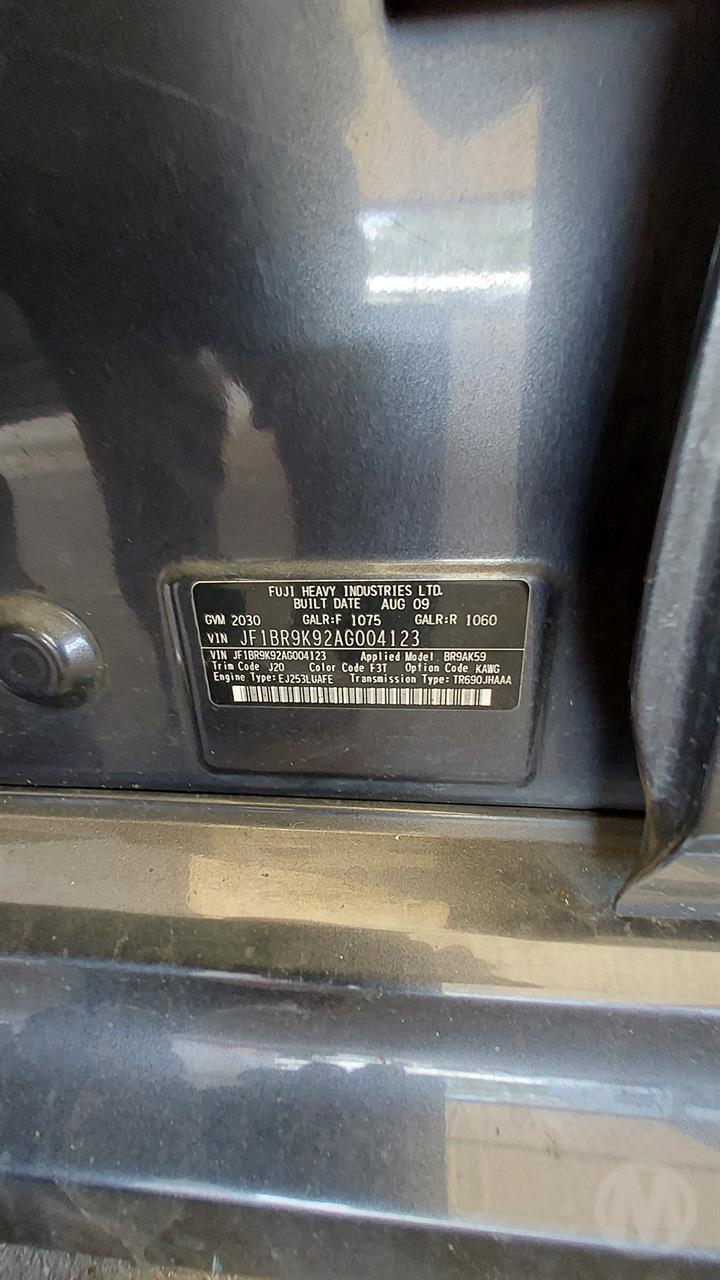 FUJI HEAVY INDUSTRIES LTD.
BUILT DATE AUG 09
GVM 2030 GALR:F 1075 GALR:R 1060
VIN JF1BR9K92AG004123
VIN JF1BR9K92AG004123 Applied Model BR9AK59
Trim Code J20 Color Code F3T Option Code KAWG
Engine Type:EJ253LUAFE Transmission Type:TR690JHAAA
M